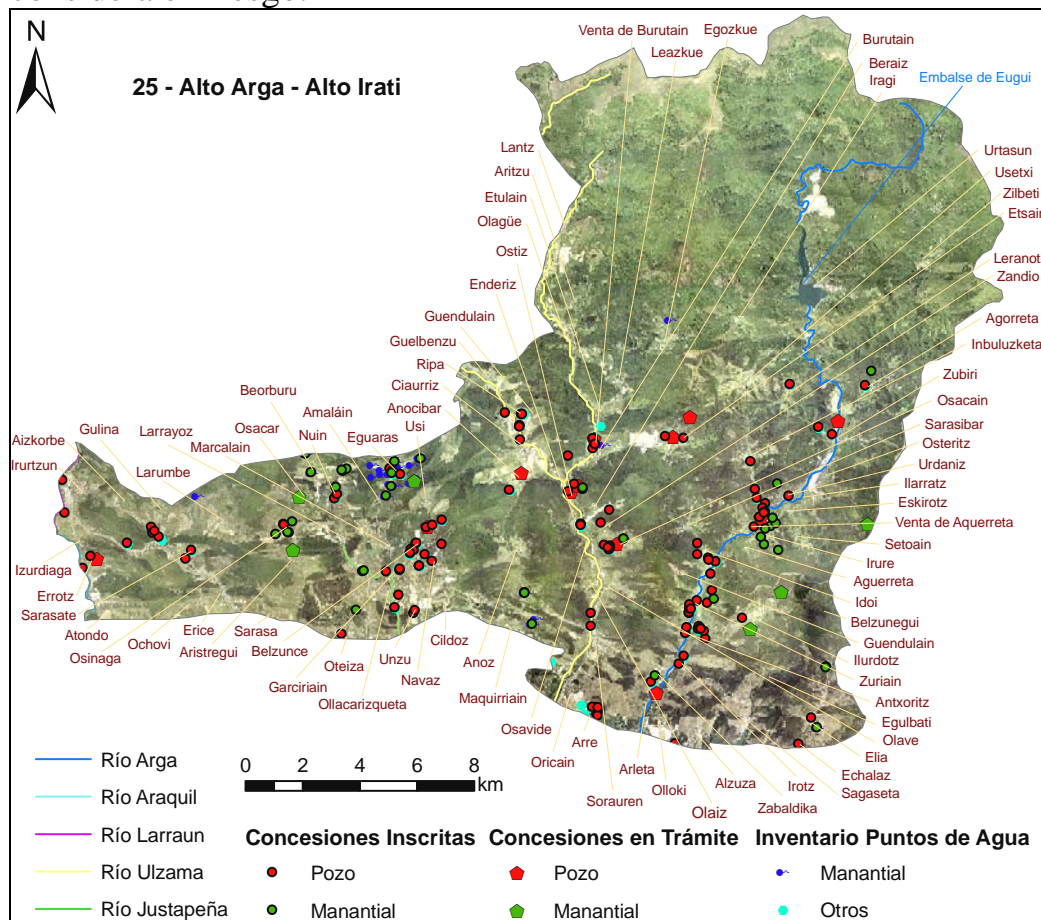 N
25 - Alto Arga - Alto Irati
Venta de Burutain
Leazkue
Egozkue
Burutain
Beraiz
Iragi
Embalse de Eugui
Lantz
Aritzu
Etulain
Olagüe
Ostiz
Enderiz
Guendulain
Guelbenzu
Ripa
Ciaurriz
Anocibar
Usi
Eguaras
Amaláin
Nuin
Beorburu
Osacar
Marcalain
Larrayoz
Larumbe
Gulina
Aizkorbe
Irurtzun
Urtasun
Usetxi
Zilbeti
Etsain
Leranotz
Zandio
Agorreta
Inbuluzketa
Zubiri
Osacain
Sarasibar
Osteritz
Urdaniz
Ilarratz
Eskirotz
Venta de Aquerreta
Setoain
Irure
Aguerreta
Idoi
Belzunegui
Guendulain
Ilurdotz
Zuriain
Antxoritz
Egulbati
Olave
Elia
Echalaz
Sagaseta
Irotz
Zabaldika
Alzuza
Olaiz
Olloki
Arleta
Sorauren
Arre
Oricain
Osavide
Maquirriain
Anoz
Cildoz
Navaz
Unzu
Ollacarizqueta
Oteiza
Garciriain
Belzunce
Sarasa
Aristregui
Erice
Ochovi
Osinaga
Atondo
Sarasate
Errotz
Izurdiaga
0 2 4 6 8
km
Río Arga
Río Araquil
Río Larraun
Río Ulzama
Río Justapeña
Concesiones Inscritas
Pozo
Manantial
Concesiones en Trámite
Pozo
Manantial
Inventario Puntos de Agua
Manantial
Otros